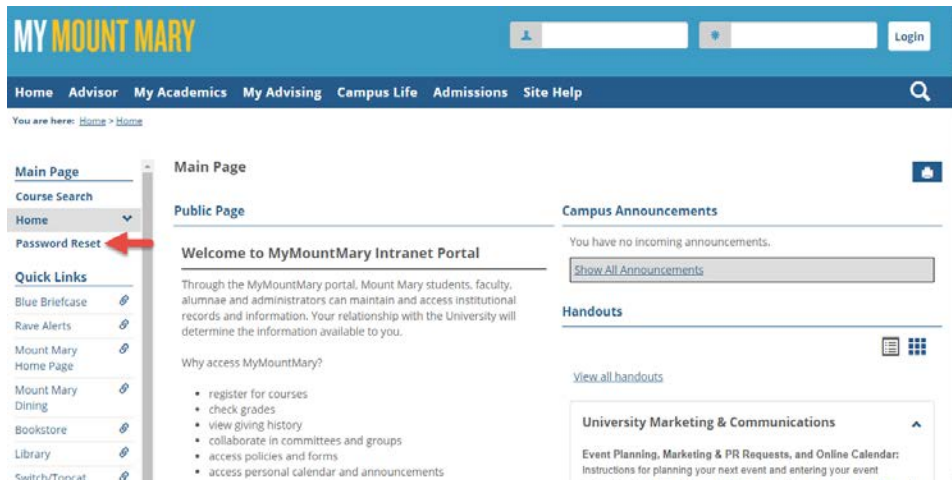 MY MOUNT MARY
Login
Home Advisor My Academics My Advising Campus Life Admissions Site Help
You are here: Home > Home
Main Page
Course Search
Home
Password Reset
Quick Links
Blue Briefcase
Rave Alerts
Mount Mary
Home Page
Mount Mary
Dining
Bookstore
Library
Switch/Topcat
Main Page
Public Page
Welcome to MyMountMary Intranet Portal
Through the MyMountMary portal, Mount Mary students, faculty,
alumnae and administrators can maintain and access institutional
records and information. Your relationship with the University will
determine the information available to you.
Why access MyMountMary?
• register for courses
• check grades
• view giving history
• collaborate in committees and groups
• access policies and forms
• access personal calendar and announcements
Campus Announcements
You have no incoming announcements.
Show All Announcements
Handouts
View all handouts
University Marketing & Communications
Event Planning, Marketing & PR Requests, and Online Calendar:
Instructions for planning your next event and entering your event